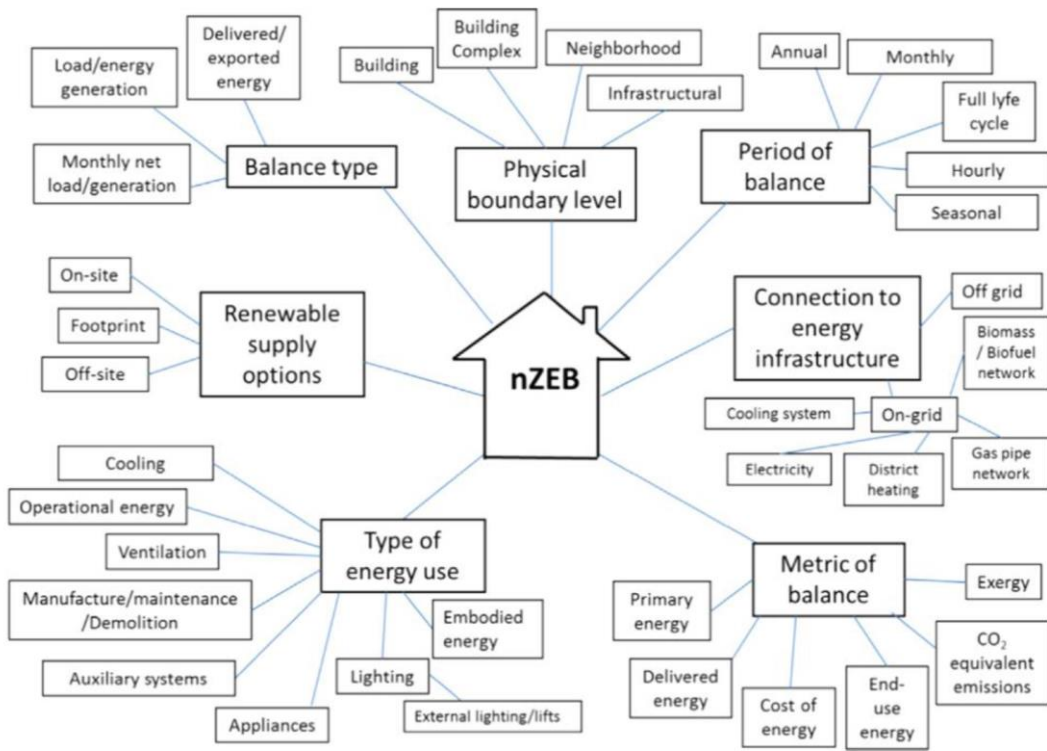 Delivered/
exported
energy
Load/energy
generation
Monthly net
load/generation
Balance type
Building
Building
Complex
Neighborhood
Infrastructural
Physical
boundary level
Annual
Monthly
Full lyfe
cycle
Hourly
Seasonal
Period of
balance
On-site
Footprint
Off-site
Renewable
supply
options
nZEB
Connection to
energy
infrastructure
Off grid
Biomass
/ Biofuel
network
On-grid
Cooling system
Electricity
District
heating
Gas pipe
network
Cooling
Operational energy
Ventilation
Manufacture/maintenance
/Demolition
Auxiliary systems
Appliances
Lighting
External lighting/lifts
Embodied
energy
Type of
energy use
Metric of
balance
Primary
energy
Delivered
energy
Cost of
energy
End-
use
energy
CO₂
equivalent
emissions
Exergy